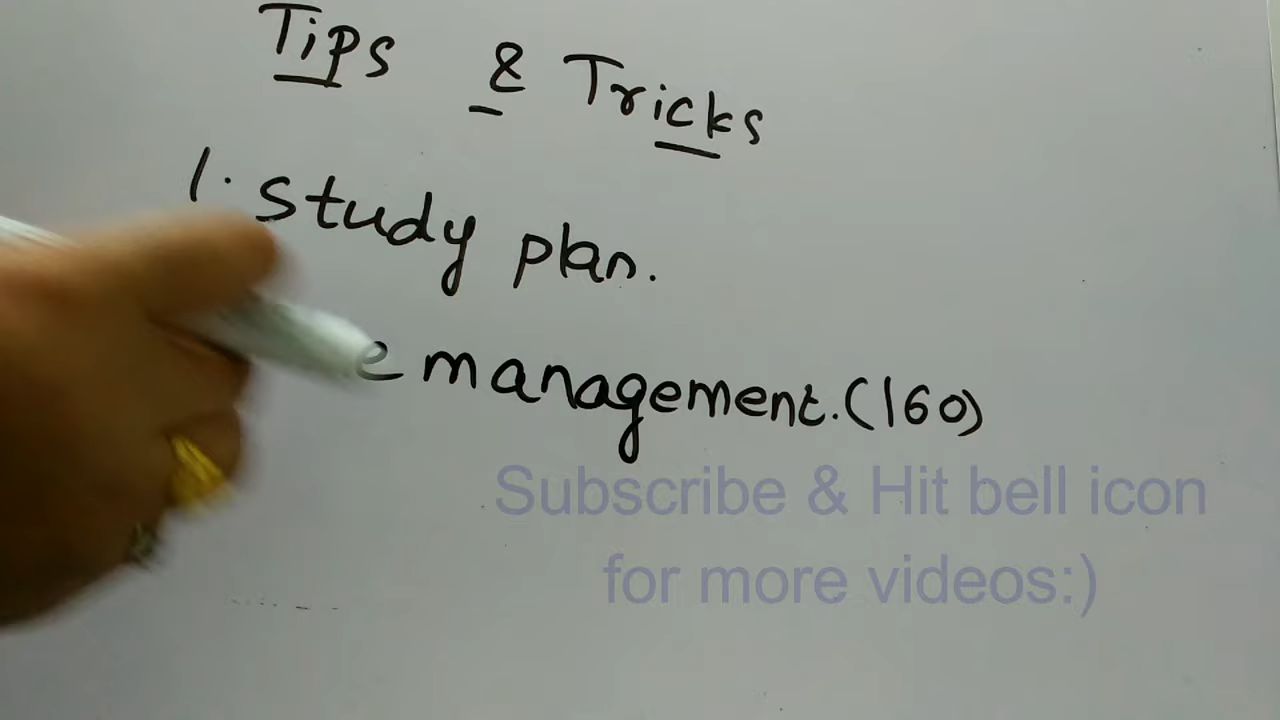 Tips & Tricks
1. Study plan.
management. (160)
Subscribe & Hit bell icon
for more videos:)